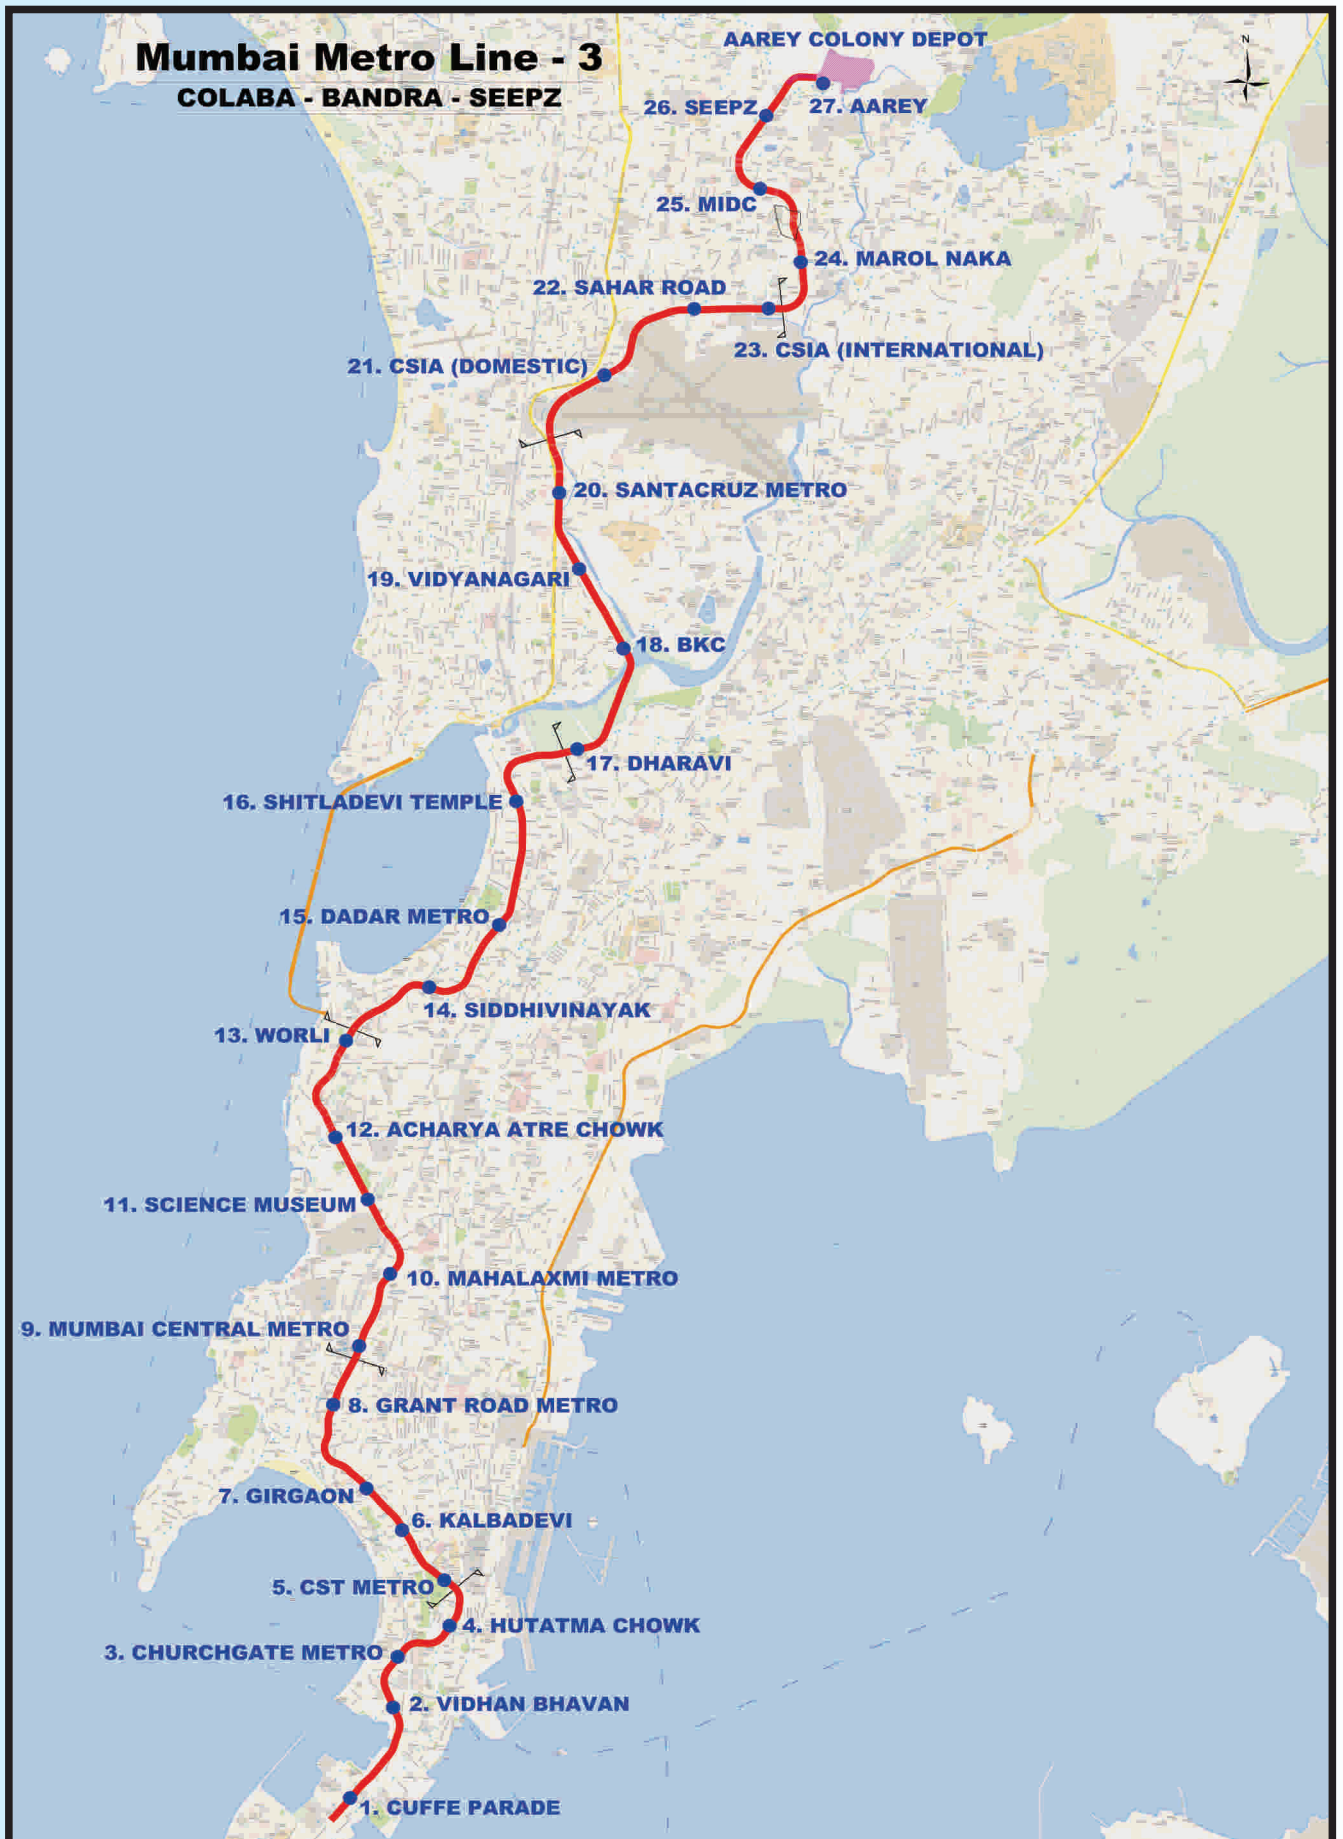 Mumbai Metro Line - 3
COLABA - BANDRA - SEEPZ
N
AAREY COLONY DEPOT
26. SEEPZ
27. AAREY
25. MIDC
24. MAROL NAKA
22. SAHAR ROAD
23. CSIA (INTERNATIONAL)
21. CSIA (DOMESTIC)
20. SANTACRUZ METRO
19. VIDYANAGARI
18. BKC
17. DHARAVI
16. SHITLADEVI TEMPLE
15. DADAR METRO
14. SIDDHIVINAYAK
13. WORLI
12. ACHARYA ATRE CHOWK
11. SCIENCE MUSEUM
10. MAHALAXMI METRO
9. MUMBAI CENTRAL METRO
8. GRANT ROAD METRO
7. GIRGAON
6. KALBADEVI
5. CST METRO
4. HUTATMA CHOWK
3. CHURCHGATE METRO
2. VIDHAN BHAVAN
1. CUFFE PARADE